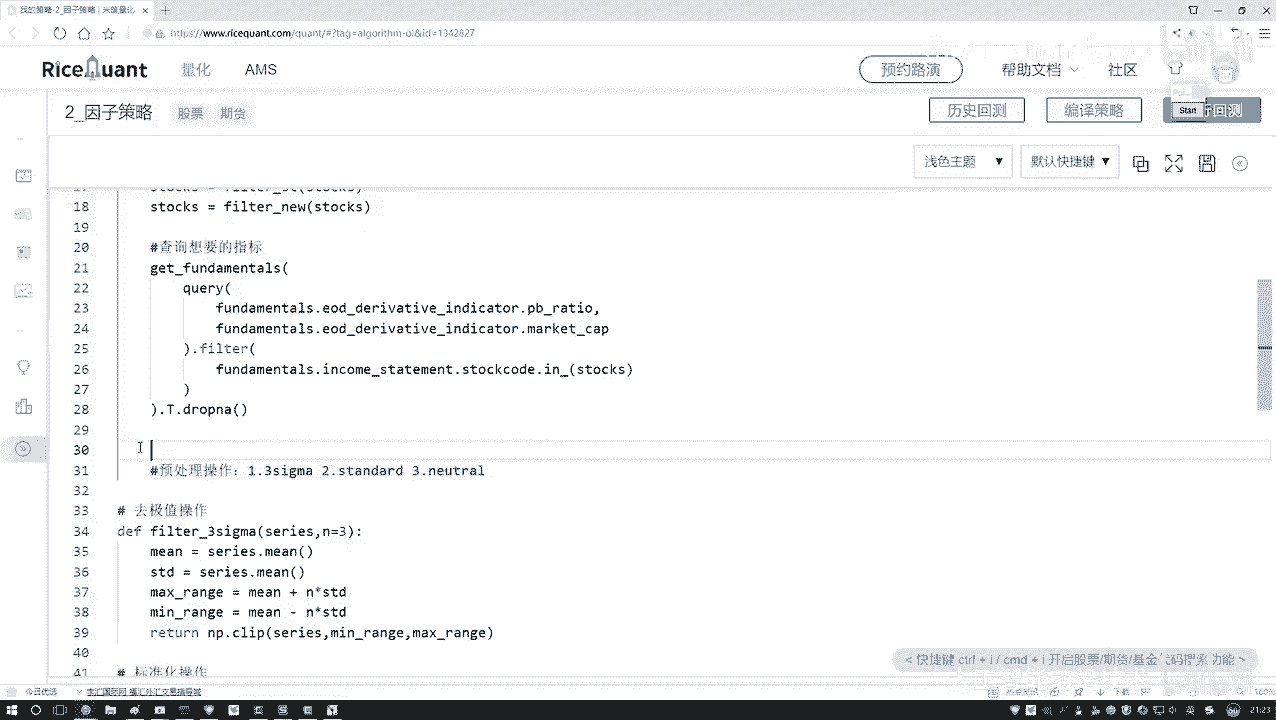 我的策略-2_因子策略 | 米筐量化
https://www.ricequant.com/quant/#?tag=algorithm-ol&id=1342827
RiceQuant 量化 AMS 预约路演 帮助文档 社区
2_因子策略 股票 期货 历史回测 编译策略 回测
Start
浅色主题 ▼ 默认快捷键 ▼
17 stocks = filter_st(stocks)
18 stocks = filter_new(stocks)
19
20 #查询想要的指标
21 get_fundamentals(
22 query(
23 fundamentals.eod_derivative_indicator.pb_ratio,
24 fundamentals.eod_derivative_indicator.market_cap
25 ).filter(
26 fundamentals.income_statement.stockcode.in_(stocks)
27 )
28 ).T.dropna()
29
30
31 #预处理操作：1.3sigma 2.standard 3.neutral
32
33 # 去极值操作
34 def filter_3sigma(series,n=3):
35 mean = series.mean()
36 std = series.mean()
37 max_range = mean + n*std
38 min_range = mean - n*std
39 return np.clip(series,min_range,max_range)
40
41 # 标准化操作
< 快捷键 ctrl + i / cmd + i 开启股票/期货/基金代码搜索 功能 ~
今日优选
100%
21:23